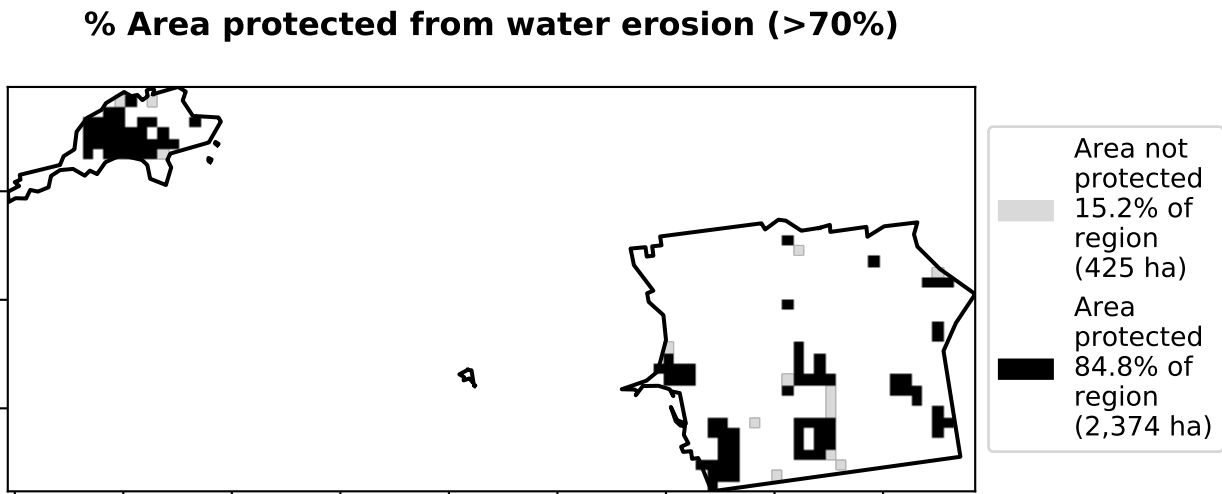 % Area protected from water erosion (>70%)
Area not
protected
15.2% of
region
(425 ha)
Area
protected
84.8% of
region
(2,374 ha)